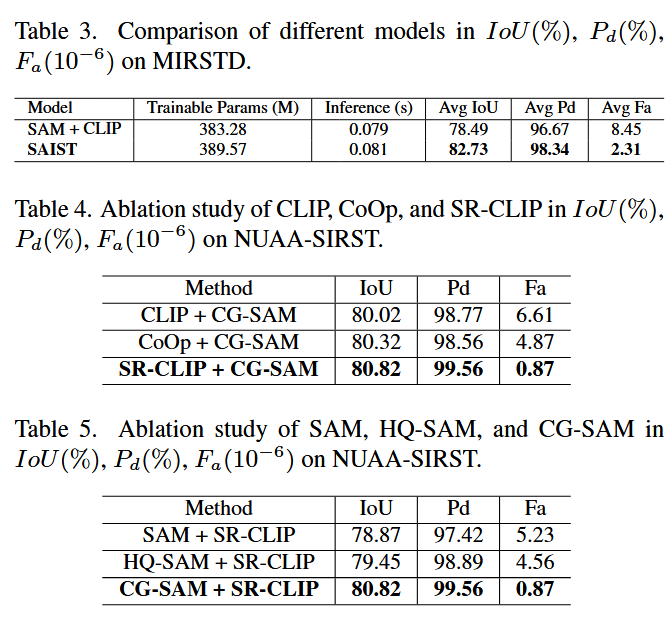 Table 3. Comparison of different models in IoU(%), Pd(%),
Fa(10−6) on MIRSTD.
Model Trainable Params (M) Inference (s) Avg IoU Avg Pd Avg Fa
SAM + CLIP 383.28 0.079 78.49 96.67 8.45
SAIST 389.57 0.081 82.73 98.34 2.31
Table 4. Ablation study of CLIP, CoOp, and SR-CLIP in IoU(%),
Pd(%), Fa(10−6) on NUAA-SIRST.
Method IoU Pd Fa
CLIP + CG-SAM 80.02 98.77 6.61
CoOp + CG-SAM 80.32 98.56 4.87
SR-CLIP + CG-SAM 80.82 99.56 0.87
Table 5. Ablation study of SAM, HQ-SAM, and CG-SAM in
IoU(%), Pd(%), Fa(10−6) on NUAA-SIRST.
Method IoU Pd Fa
SAM + SR-CLIP 78.87 97.42 5.23
HQ-SAM + SR-CLIP 79.45 98.89 4.56
CG-SAM + SR-CLIP 80.82 99.56 0.87